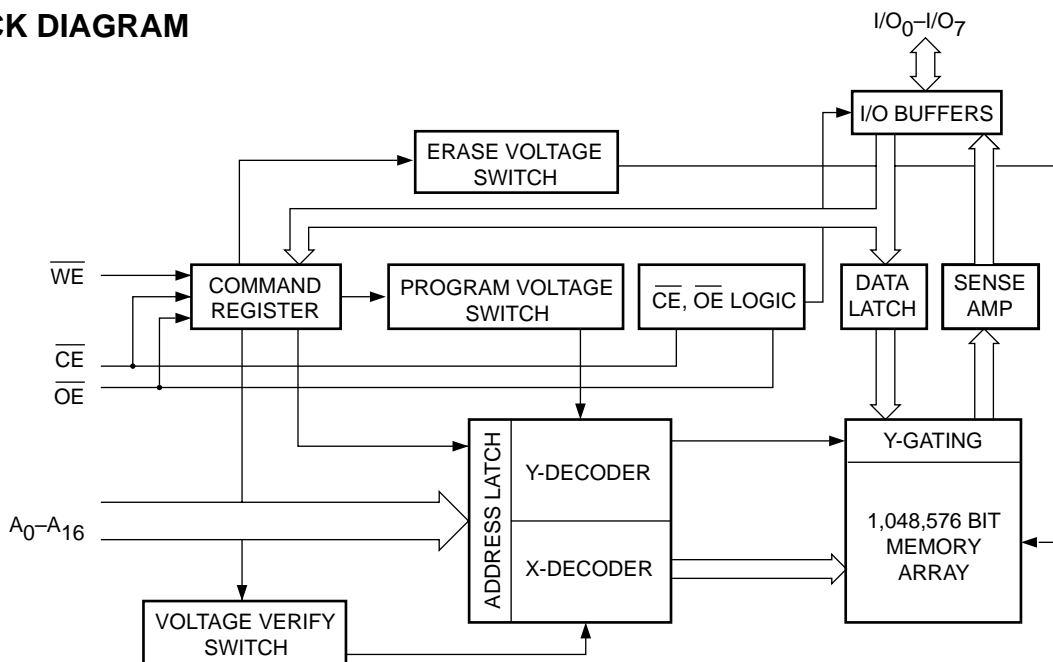 CK DIAGRAM
I/O0–I/O7
I/O BUFFERS
ERASE VOLTAGE
SWITCH
WE
COMMAND
REGISTER
PROGRAM VOLTAGE
SWITCH
CE, OE LOGIC
DATA
LATCH
SENSE
AMP
CE
OE
ADDRESS LATCH
Y-DECODER
Y-GATING
A0–A16
X-DECODER
1,048,576 BIT
MEMORY
ARRAY
VOLTAGE VERIFY
SWITCH